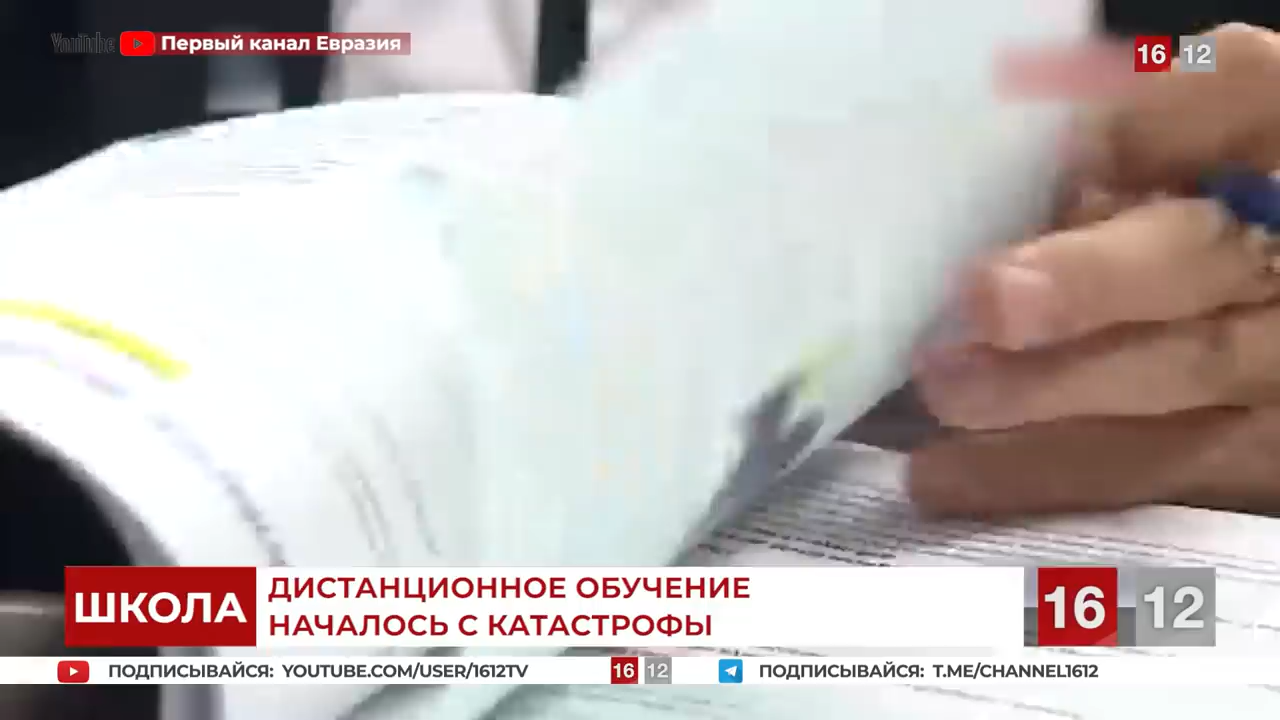 YouTube Первый канал Евразия
16 12
ШКОЛА
ДИСТАНЦИОННОЕ ОБУЧЕНИЕ
НАЧАЛОСЬ С КАТАСТРОФЫ
16 12
ПОДПИСЫВАЙСЯ: YOUTUBE.COM/USER/1612TV
16 12
ПОДПИСЫВАЙСЯ: T.ME/CHANNEL1612